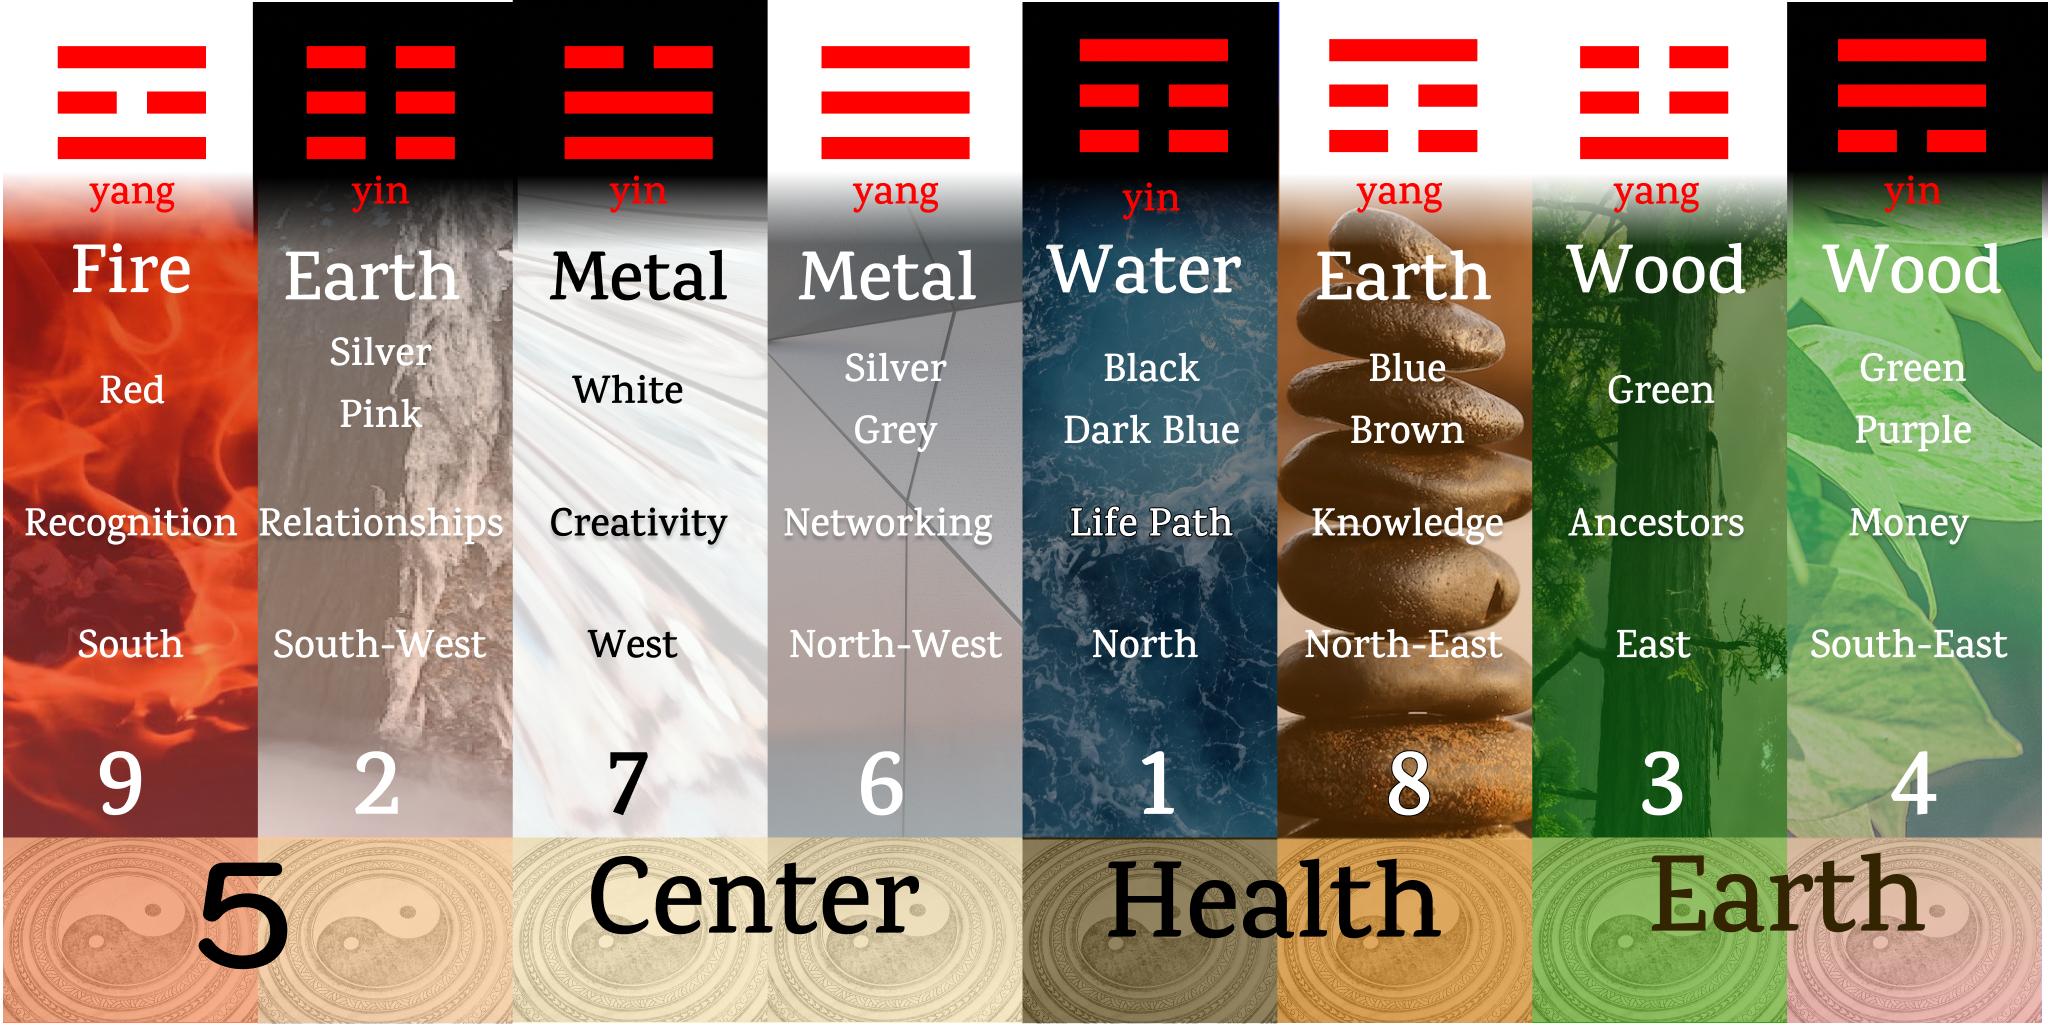 yang
Fire
Red
Recognition
South
9
yin
Earth
Silver
Pink
Relationships
South-West
2
yin
Metal
White
Creativity
West
7
yang
Metal
Silver
Grey
Networking
North-West
6
yin
Water
Black
Dark Blue
Life Path
North
1
yang
Earth
Blue
Brown
Knowledge
North-East
8
yang
Wood
Green
Ancestors
East
3
yin
Wood
Green
Purple
Money
South-East
4
5 Center Health Earth